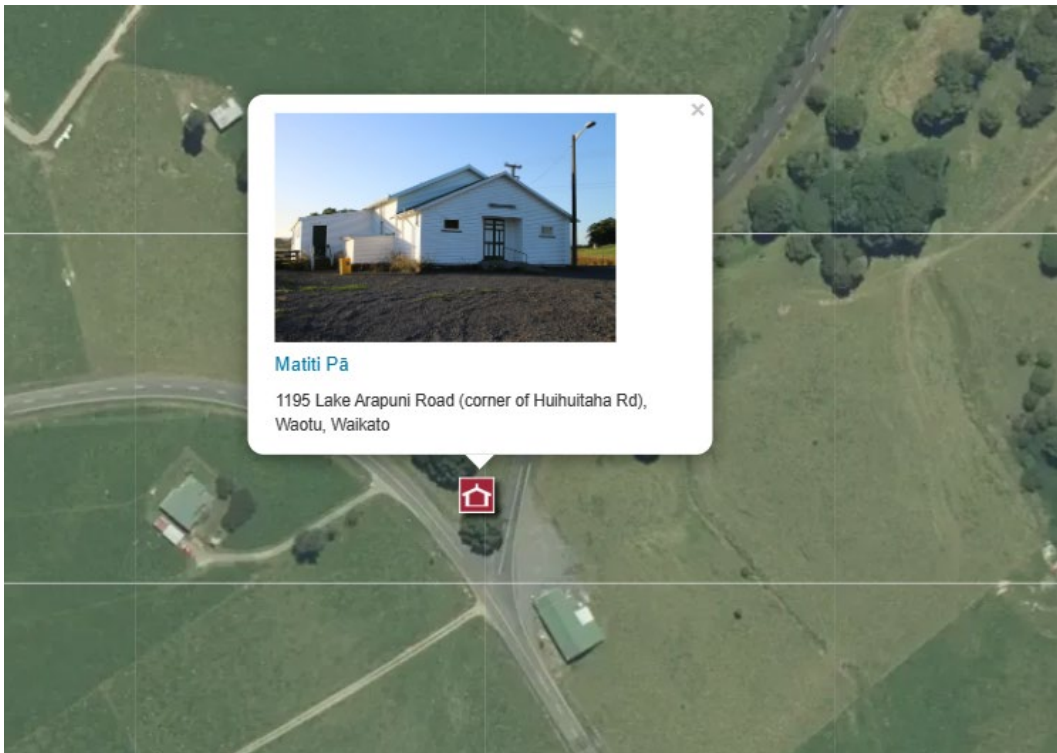 ×
Matiti Pā
1195 Lake Arapuni Road (corner of Huihuitaha Rd),
Waotu, Waikato